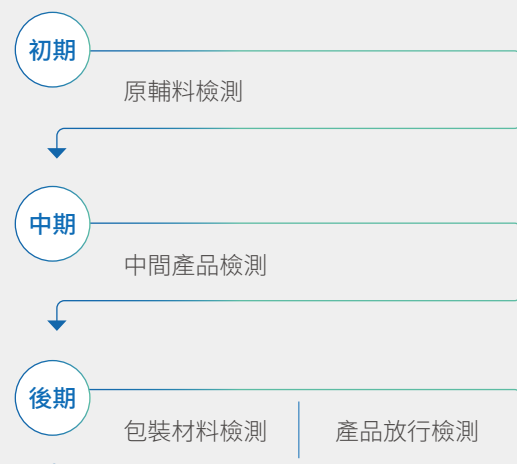 初期
原輔料檢測
中期
中間產品檢測
後期
包裝材料檢測
產品放行檢測